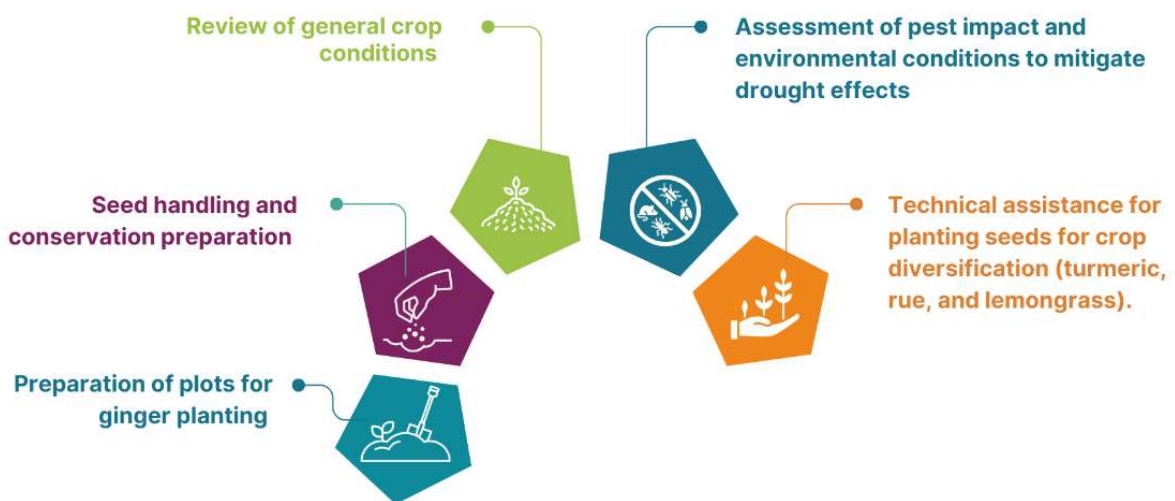 Review of general crop
conditions
Assessment of pest impact and
environmental conditions to mitigate
drought effects
Seed handling and
conservation preparation
Technical assistance for
planting seeds for crop
diversification (turmeric,
rue, and lemongrass).
Preparation of plots for
ginger planting